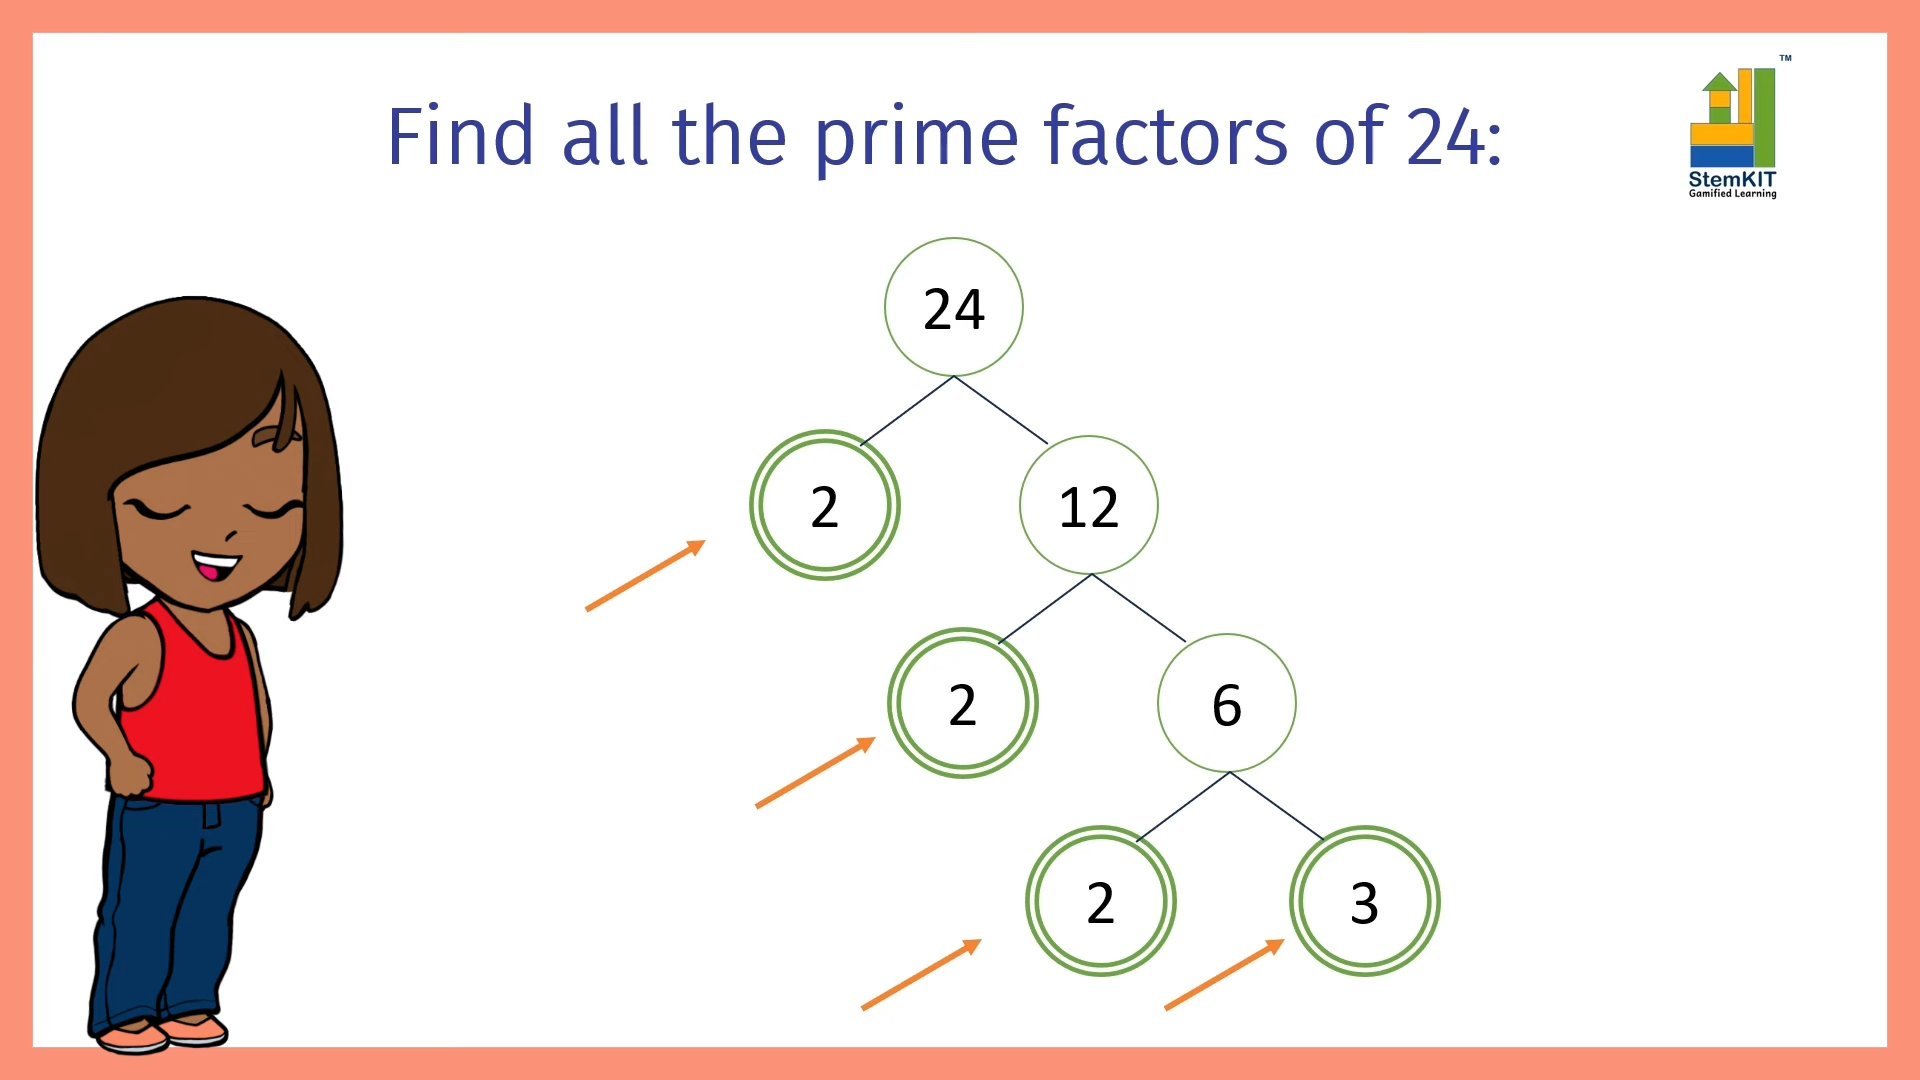 Find all the prime factors of 24:
TM
StemKIT
Gamified Learning
24
2
12
2
6
2
3